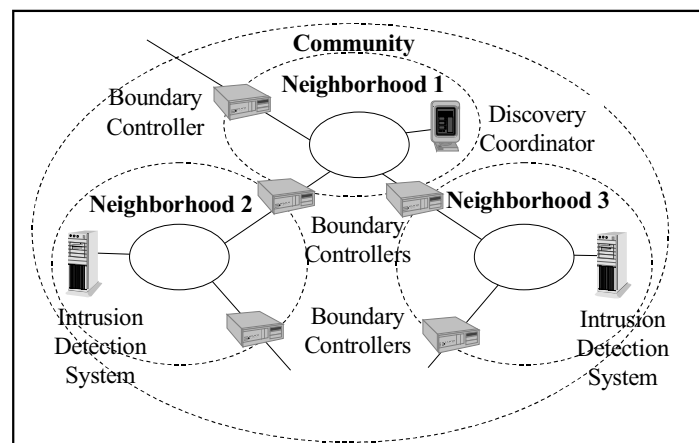 Community
Neighborhood 1
Boundary
Controller
Discovery
Coordinator
Neighborhood 2
Neighborhood 3
Boundary
Controllers
Intrusion
Detection
System
Boundary
Controllers
Intrusion
Detection
System